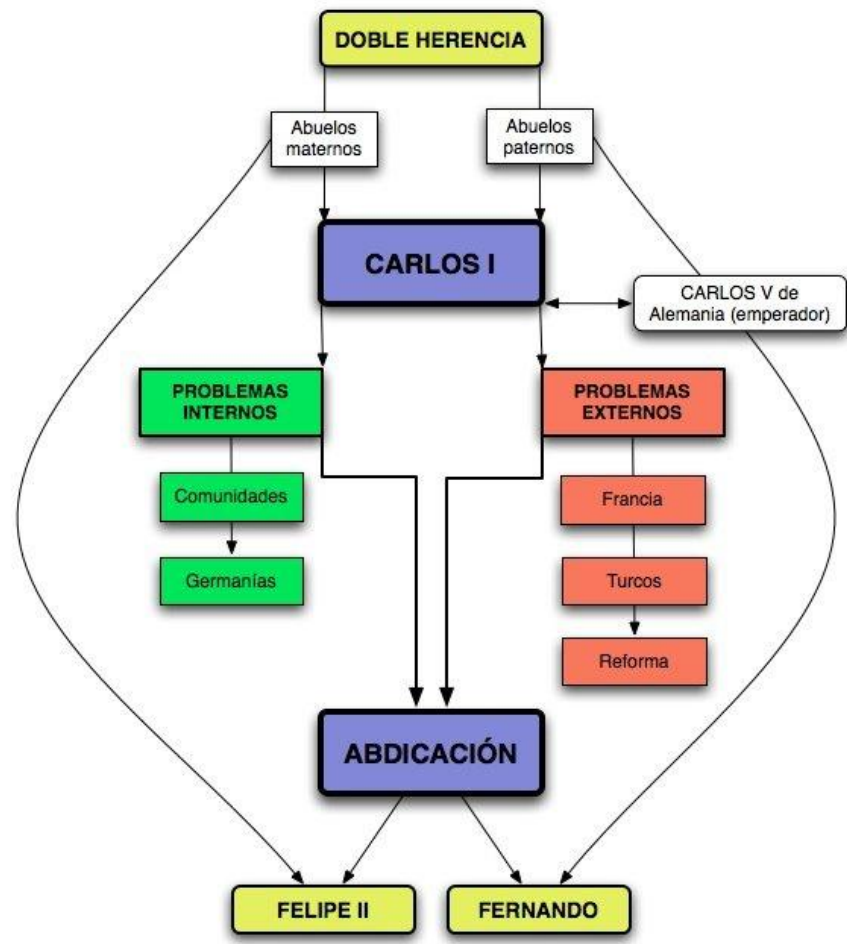 DOBLE HERENCIA
Abuelos
maternos
Abuelos
paternos
CARLOS I
CARLOS V de
Alemania (emperador)
PROBLEMAS
INTERNOS
PROBLEMAS
EXTERNOS
Comunidades
Francia
Germanías
Turcos
Reforma
ABDICACIÓN
FELIPE II
FERNANDO